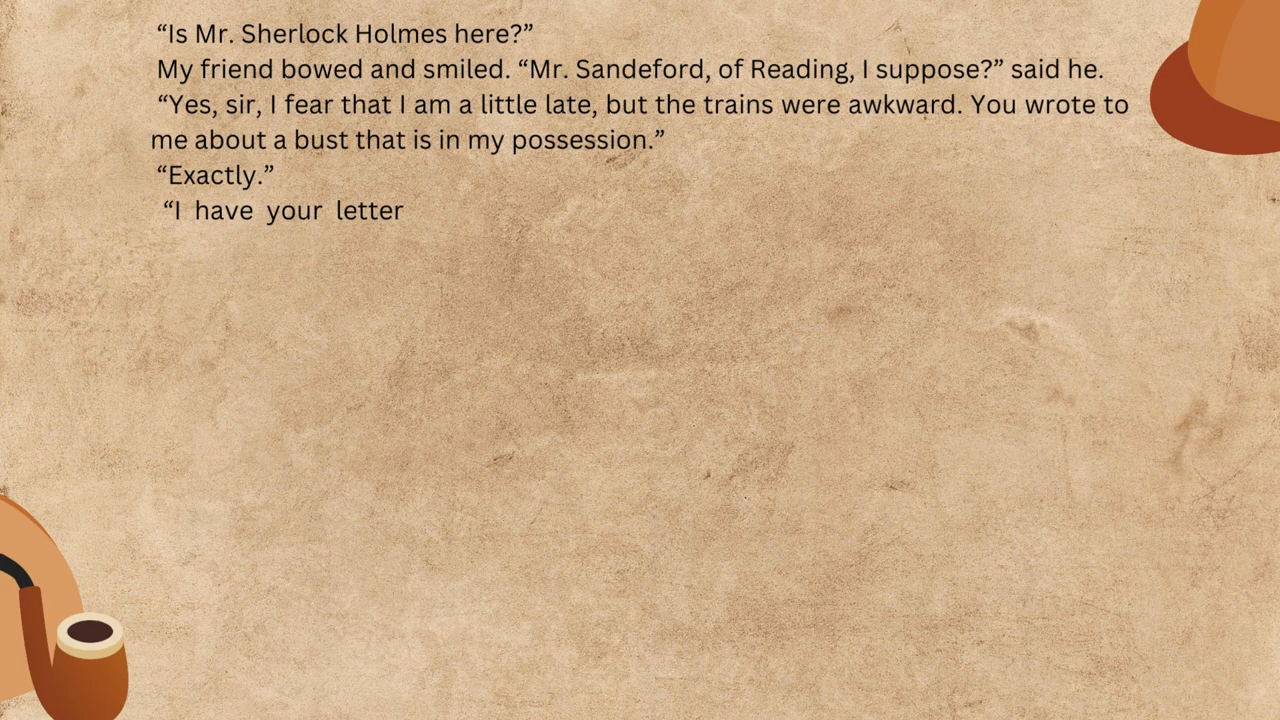 “Is Mr. Sherlock Holmes here?”
My friend bowed and smiled. “Mr. Sandeford, of Reading, I suppose?” said he.
“Yes, sir, I fear that I am a little late, but the trains were awkward. You wrote to
me about a bust that is in my possession.”
“Exactly.”
“I have your letter